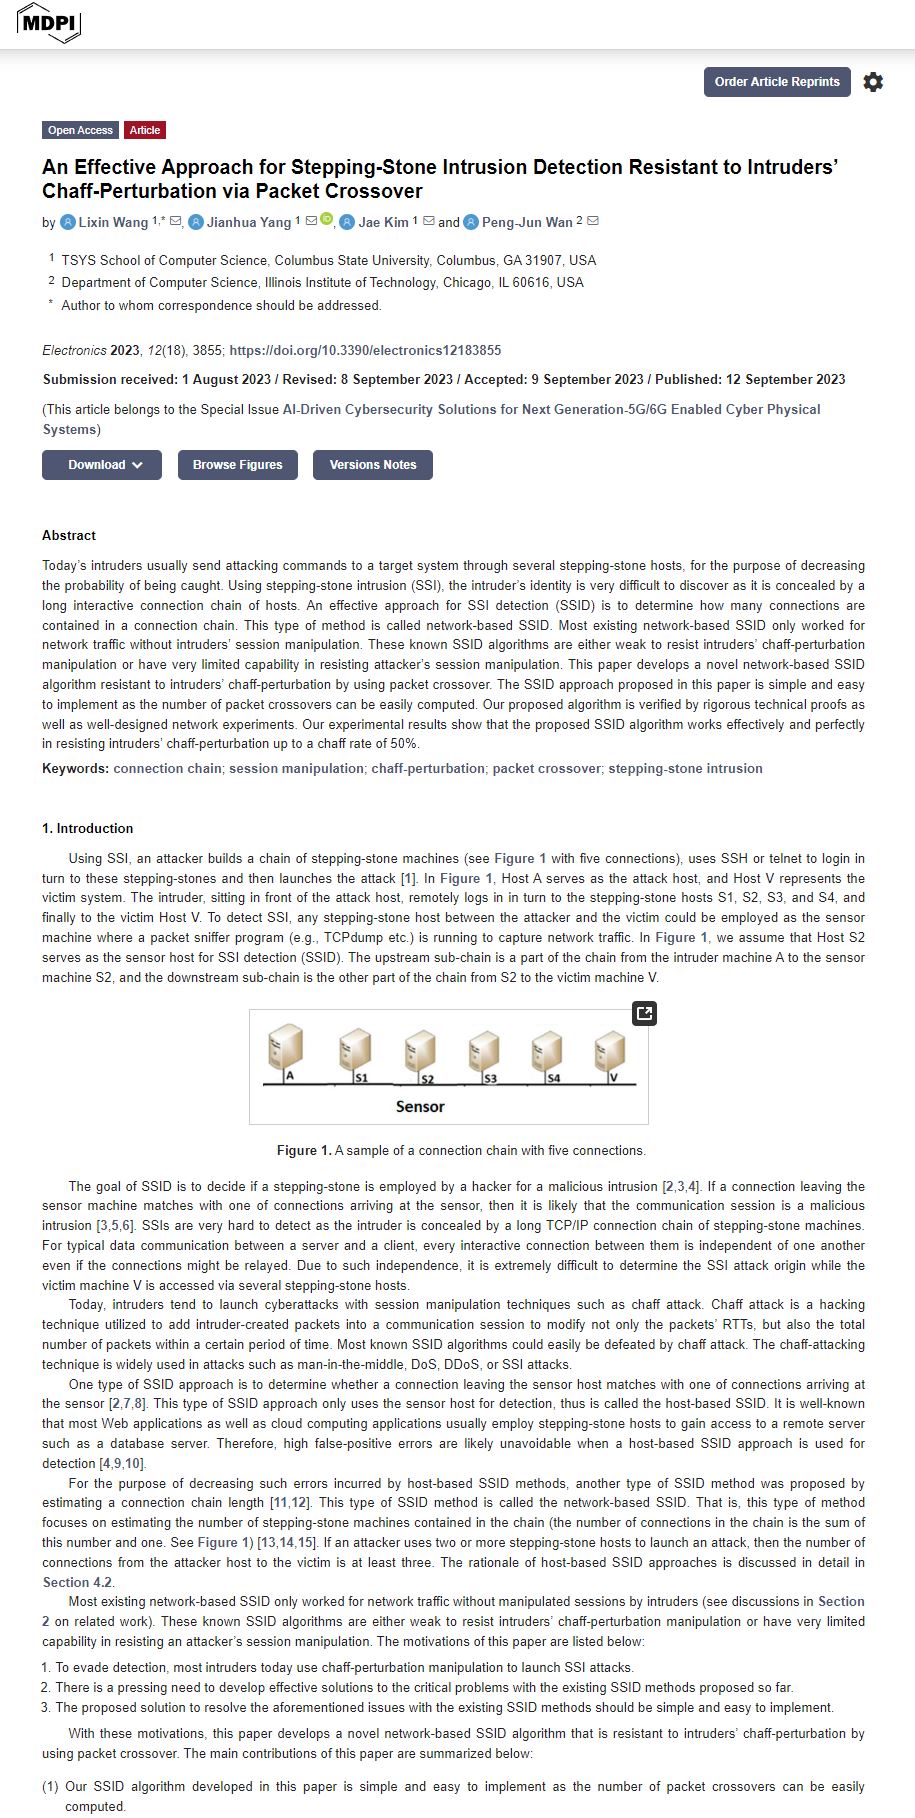 MDPI
Order Article Reprints
Open Access Article
An Effective Approach for Stepping-Stone Intrusion Detection Resistant to Intruders’
Chaff-Perturbation via Packet Crossover
by Lixin Wang 1,* , Jianhua Yang 1 iD , Jae Kim 1 and Peng-Jun Wan 2
1 TSYS School of Computer Science, Columbus State University, Columbus, GA 31907, USA
2 Department of Computer Science, Illinois Institute of Technology, Chicago, IL 60616, USA
* Author to whom correspondence should be addressed.
Electronics 2023, 12(18), 3855; https://doi.org/10.3390/electronics12183855
Submission received: 1 August 2023 / Revised: 8 September 2023 / Accepted: 9 September 2023 / Published: 12 September 2023
(This article belongs to the Special Issue AI-Driven Cybersecurity Solutions for Next Generation-5G/6G Enabled Cyber Physical
Systems)
Download Browse Figures Versions Notes
Abstract
Today’s intruders usually send attacking commands to a target system through several stepping-stone hosts, for the purpose of decreasing
the probability of being caught. Using stepping-stone intrusion (SSI), the intruder’s identity is very difficult to discover as it is concealed by a
long interactive connection chain of hosts. An effective approach for SSI detection (SSID) is to determine how many connections are
contained in a connection chain. This type of method is called network-based SSID. Most existing network-based SSID only worked for
network traffic without intruders’ session manipulation. These known SSID algorithms are either weak to resist intruders’ chaff-perturbation
manipulation or have very limited capability in resisting attacker’s session manipulation. This paper develops a novel network-based SSID
algorithm resistant to intruders’ chaff-perturbation by using packet crossover. The SSID approach proposed in this paper is simple and easy
to implement as the number of packet crossovers can be easily computed. Our proposed algorithm is verified by rigorous technical proofs as
well as well-designed network experiments. Our experimental results show that the proposed SSID algorithm works effectively and perfectly
in resisting intruders’ chaff-perturbation up to a chaff rate of 50%.
Keywords: connection chain; session manipulation; chaff-perturbation; packet crossover; stepping-stone intrusion
1. Introduction
Using SSI, an attacker builds a chain of stepping-stone machines (see Figure 1 with five connections), uses SSH or telnet to login in
turn to these stepping-stones and then launches the attack [1]. In Figure 1, Host A serves as the attack host, and Host V represents the
victim system. The intruder, sitting in front of the attack host, remotely logs in in turn to the stepping-stone hosts S1, S2, S3, and S4, and
finally to the victim Host V. To detect SSI, any stepping-stone host between the attacker and the victim could be employed as the sensor
machine where a packet sniffer program (e.g., TCPdump etc.) is running to capture network traffic. In Figure 1, we assume that Host S2
serves as the sensor host for SSI detection (SSID). The upstream sub-chain is a part of the chain from the intruder machine A to the sensor
machine S2, and the downstream sub-chain is the other part of the chain from S2 to the victim machine V.
A S1 S2 S3 S4 V
Sensor
Figure 1. A sample of a connection chain with five connections.
The goal of SSID is to decide if a stepping-stone is employed by a hacker for a malicious intrusion [2,3,4]. If a connection leaving the
sensor machine matches with one of connections arriving at the sensor, then it is likely that the communication session is a malicious
intrusion [3,5,6]. SSIs are very hard to detect as the intruder is concealed by a long TCP/IP connection chain of stepping-stone machines.
For typical data communication between a server and a client, every interactive connection between them is independent of one another
even if the connections might be relayed. Due to such independence, it is extremely difficult to determine the SSI attack origin while the
victim machine V is accessed via several stepping-stone hosts.
Today, intruders tend to launch cyberattacks with session manipulation techniques such as chaff attack. Chaff attack is a hacking
technique utilized to add intruder-created packets into a communication session to modify not only the packets’ RTTs, but also the total
number of packets within a certain period of time. Most known SSID algorithms could easily be defeated by chaff attack. The chaff-attacking
technique is widely used in attacks such as man-in-the-middle, DoS, DDoS, or SSI attacks.
One type of SSID approach is to determine whether a connection leaving the sensor host matches with one of connections arriving at
the sensor [2,7,8]. This type of SSID approach only uses the sensor host for detection, thus is called the host-based SSID. It is well-known
that most Web applications as well as cloud computing applications usually employ stepping-stone hosts to gain access to a remote server
such as a database server. Therefore, high false-positive errors are likely unavoidable when a host-based SSID approach is used for
detection [4,9,10].
For the purpose of decreasing such errors incurred by host-based SSID methods, another type of SSID method was proposed by
estimating a connection chain length [11,12]. This type of SSID method is called the network-based SSID. That is, this type of method
focuses on estimating the number of stepping-stone machines contained in the chain (the number of connections in the chain is the sum of
this number and one. See Figure 1) [13,14,15]. If an attacker uses two or more stepping-stone hosts to launch an attack, then the number of
connections from the attacker host to the victim is at least three. The rationale of host-based SSID approaches is discussed in detail in
Section 4.2.
Most existing network-based SSID only worked for network traffic without manipulated sessions by intruders (see discussions in Section
2 on related work). These known SSID algorithms are either weak to resist intruders’ chaff-perturbation manipulation or have very limited
capability in resisting an attacker’s session manipulation. The motivations of this paper are listed below:
1. To evade detection, most intruders today use chaff-perturbation manipulation to launch SSI attacks.
2. There is a pressing need to develop effective solutions to the critical problems with the existing SSID methods proposed so far.
3. The proposed solution to resolve the aforementioned issues with the existing SSID methods should be simple and easy to implement.
With these motivations, this paper develops a novel network-based SSID algorithm that is resistant to intruders’ chaff-perturbation by
using packet crossover. The main contributions of this paper are summarized below:
(1) Our SSID algorithm developed in this paper is simple and easy to implement as the number of packet crossovers can be easily
computed.